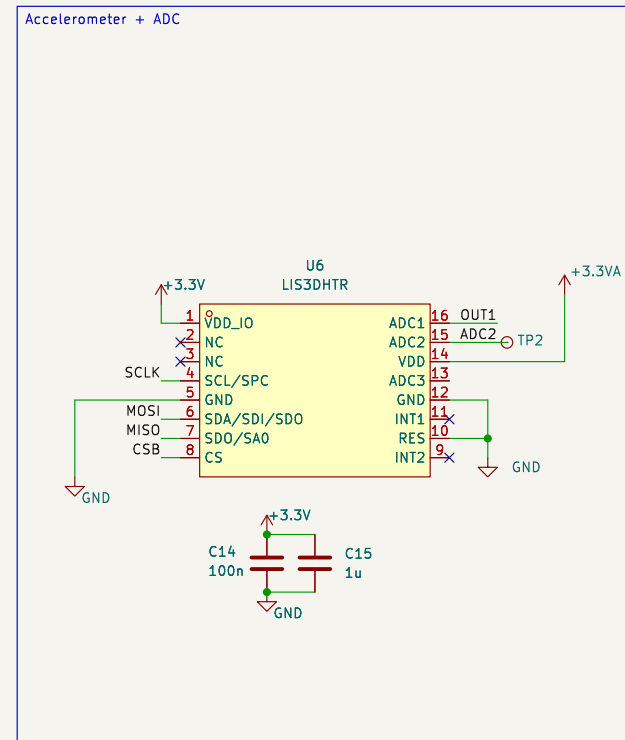 Accelerometer + ADC
U6
LIS3DHTR
+3.3V
+3.3VA
1 VDD_IO ADC1 16 OUT1
2 NC ADC2 15 ADC2 TP2
3 NC VDD 14
SCLK 4 SCL/SPC ADC3 13
5 GND GND 12
MOSI 6 SDA/SDI/SDO INT1 11
MISO 7 SDO/SA0 RES 10
CSB 8 CS INT2 9
GND
GND
+3.3V
C14
100n
C15
1u
GND